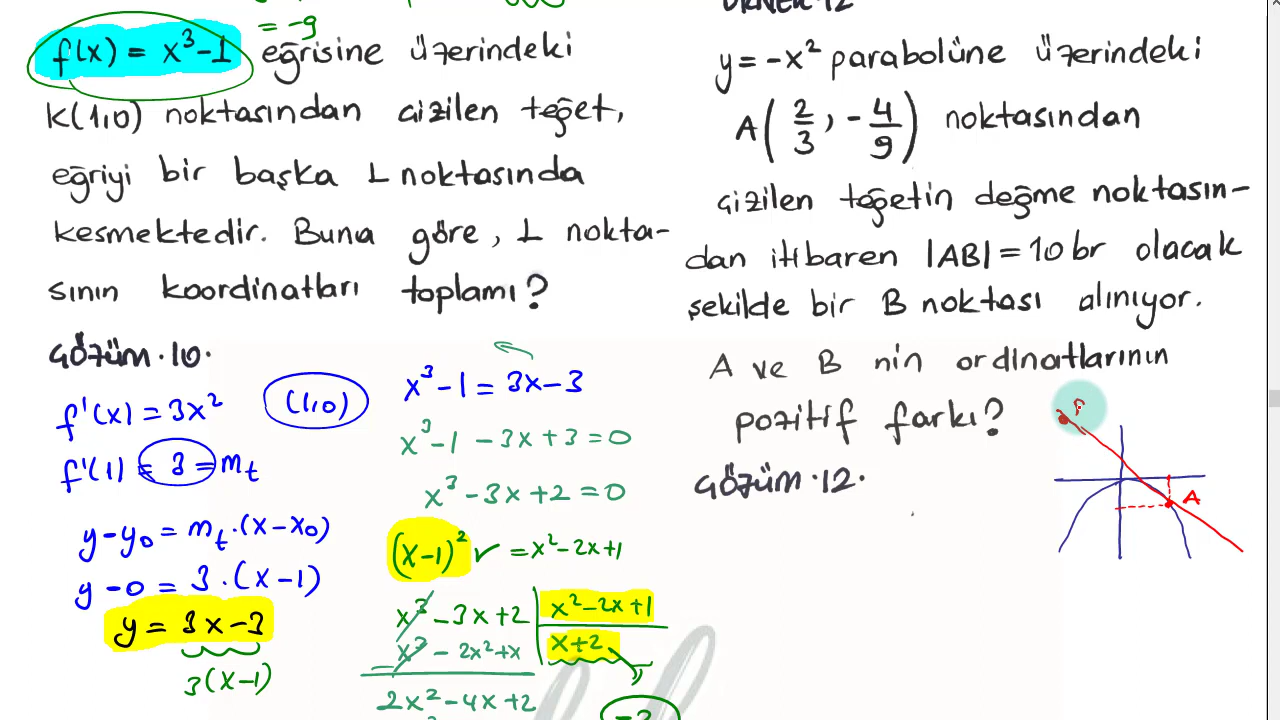 = -9
f(x) = x³-1 eğrisine üzerindeki
K(1,0) noktasından çizilen teğet,
eğriyi bir başka L noktasında
kesmektedir. Buna göre, L nokta-
sının koordinatları toplamı?
ÇÖZÜM·10·
f'(x) = 3x²
(1,0)
f'(1) = 3 = mₜ
y-y₀ = mₜ·(x-x₀)
y-0 = 3·(x-1)
y = 3x-3
3(x-1)
x³-1 = 3x-3
x³-1-3x+3=0
x³-3x+2=0
(x-1)² ✓ = x²-2x+1
x³-3x+2 | x²-2x+1
x³-2x²+x | x+2
2x²-4x+2
-2
ÖRNEK 12
y=-x² parabolüne üzerindeki
A(2/3, -4/9) noktasından
çizilen teğetin değme noktasın-
dan itibaren |AB|=10br olacak
şekilde bir B noktası alınıyor.
A ve B nin ordinatlarının
pozitif farkı?
ÇÖZÜM·12·
A